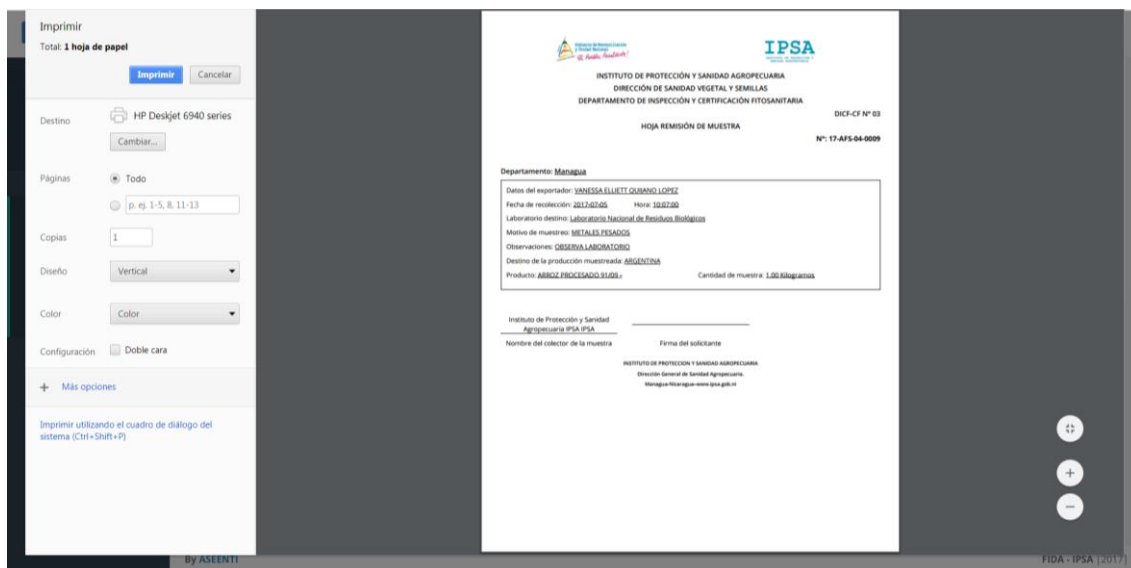 Imprimir
Total: 1 hoja de papel
Imprimir Cancelar
Destino HP Deskjet 6940 series
Cambiar...
Páginas Todo
p. ej. 1-5, 8, 11-13
Copias 1
Diseño Vertical
Color Color
Configuración Doble cara
+ Más opciones
Imprimir utilizando el cuadro de diálogo del
sistema (Ctrl+Shift+P)
IPSA
INSTITUTO DE PROTECCIÓN Y SANIDAD AGROPECUARIA
DIRECCIÓN DE SANIDAD VEGETAL Y SEMILLAS
DEPARTAMENTO DE INSPECCIÓN Y CERTIFICACIÓN FITOSANITARIA
DICF-CF N° 03
HOJA REMISIÓN DE MUESTRA
N°: 17-AFS-04-0009
Departamento: Managua
Datos del exportador: VANESSA ELLIETT QUIJANO LOPEZ
Fecha de recolección: 2017-07-05 Hora: 10:07:00
Laboratorio destino: Laboratorio Nacional de Residuos Biológicos
Motivo de muestreo: METALES PESADOS
Observaciones: OBSERVA LABORATORIO
Destino de la producción muestreada: ARGENTINA
Producto: ARROZ PROCESADO 91/09 - Cantidad de muestra: 1.00 Kilogramos
Instituto de Protección y Sanidad
Agropecuaria IPSA IPSA
Nombre del colector de la muestra Firma del solicitante
INSTITUTO DE PROTECCION Y SANIDAD AGROPECUARIA
Dirección General de Sanidad Agropecuaria.
Managua-Nicaragua-www.ipsa.gob.ni
By ASEENTI FIDA - IPSA [2017]